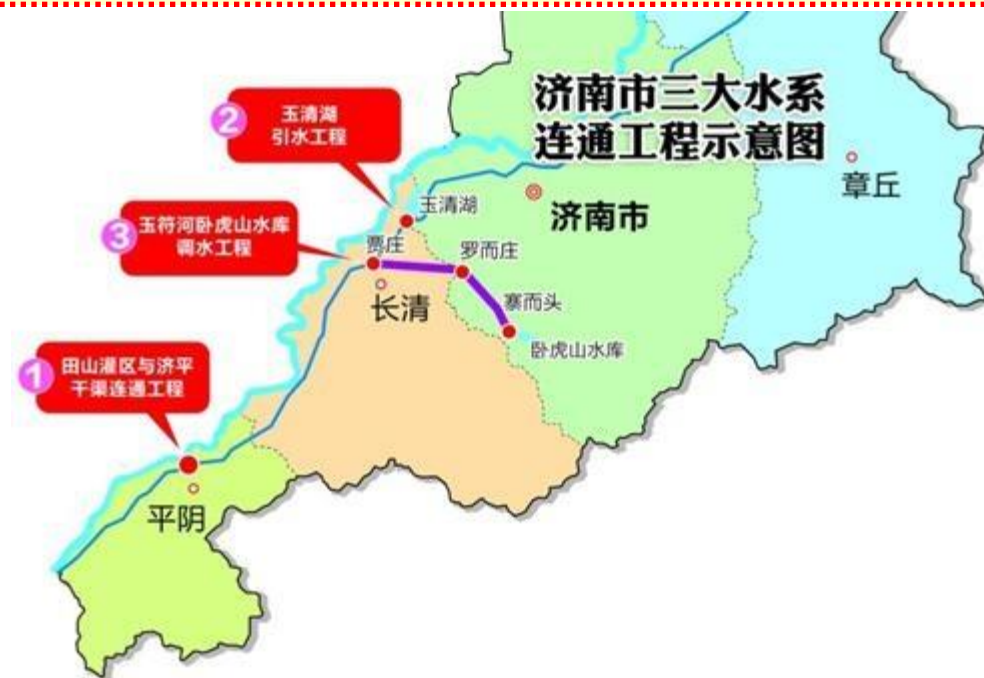 济南市三大水系
连通工程示意图
2
玉清湖
引水工程
章丘
玉清湖
济南市
3
玉符河卧虎山水库
调水工程
贾庄
罗而庄
长清
寨而头
卧虎山水库
1
田山灌区与济平
干渠连通工程
平阴